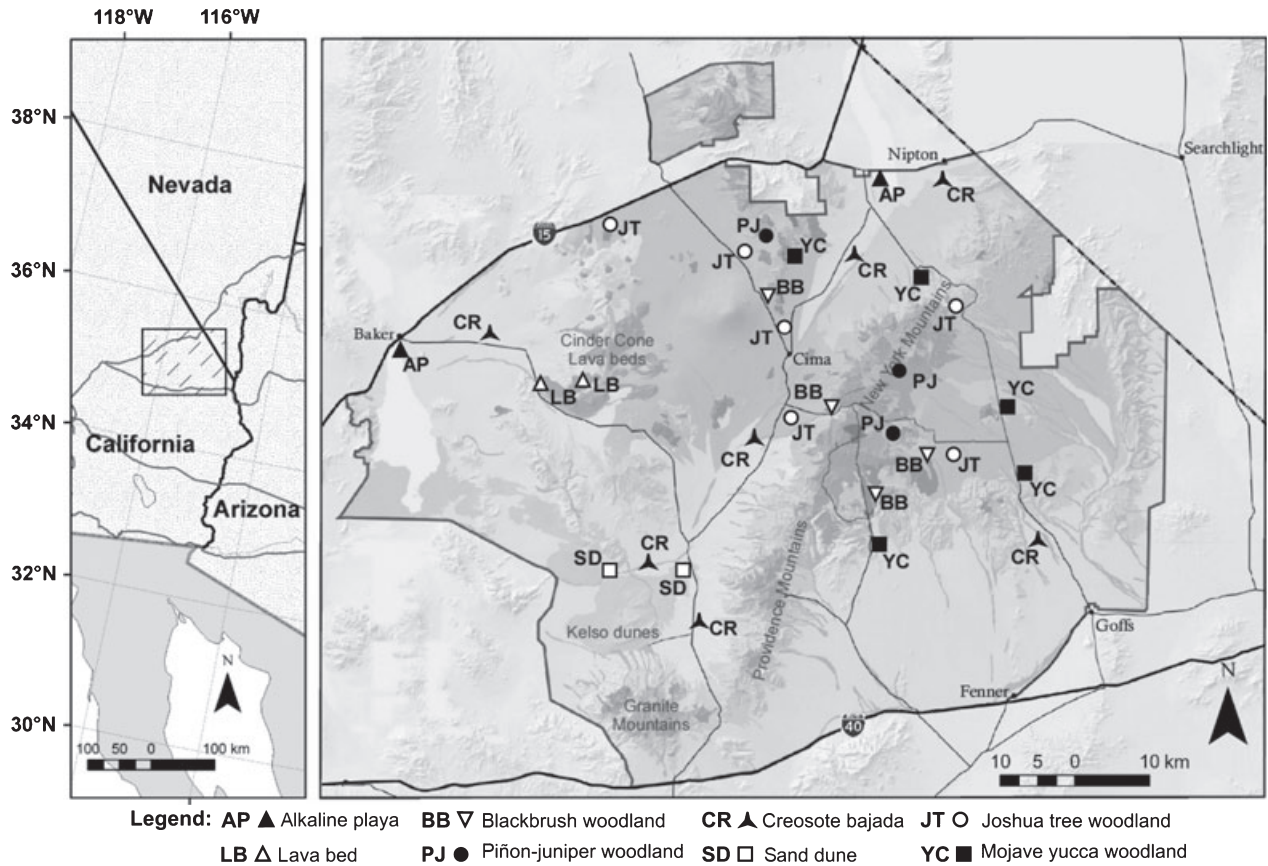 118°W 116°W
38°N
36°N
34°N
32°N
30°N
Nevada
California
Arizona
N
100 50 0 100 km
Searchlight
Nipton
AP
CR
15
JT
PJ
YC
JT
CR
BB
YC
JT
JT
Baker
CR
AP
Cinder Cone
Lava beds
LB
LB
Cima
New York Mountains
PJ
BB
YC
JT
PJ
CR
BB
JT
YC
BB
YC
CR
SD
CR
SD
CR
Kelso dunes
Providence Mountains
Granite
Mountains
Goffs
Fenner
40
N
10 5 0 10 km
Legend: AP Alkaline playa BB Blackbrush woodland CR Creosote bajada JT Joshua tree woodland
LB Lava bed PJ Piñon-juniper woodland SD Sand dune YC Mojave yucca woodland